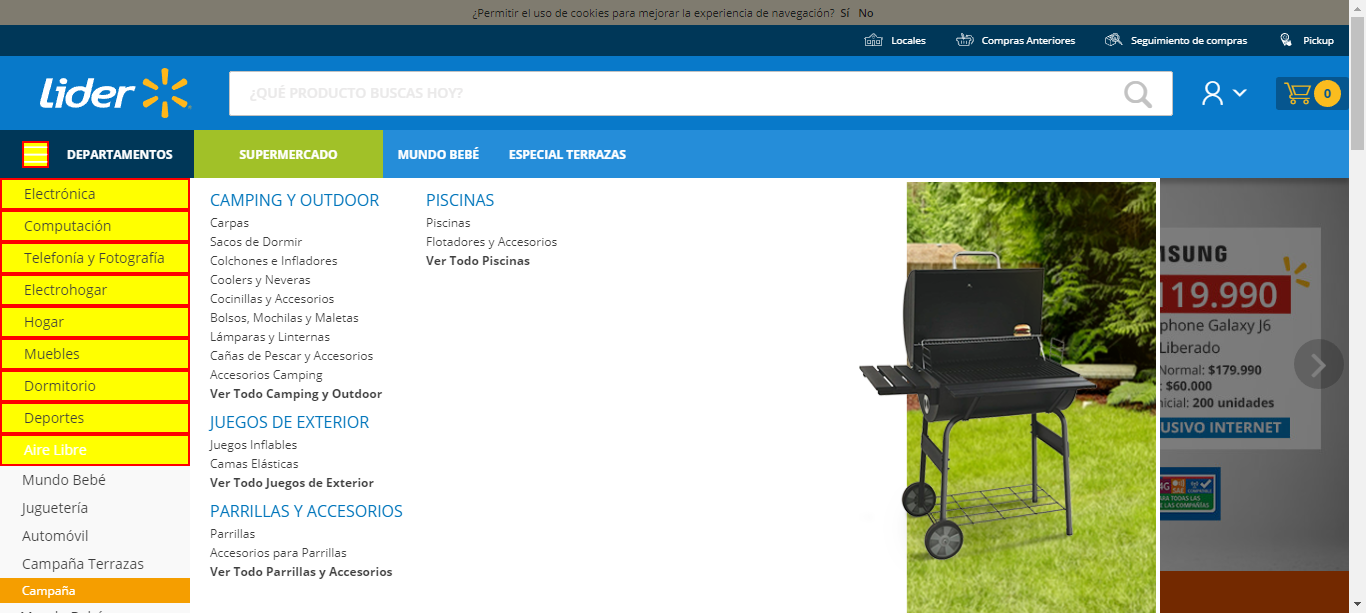 ¿Permitir el uso de cookies para mejorar la experiencia de navegación? Sí No
Locales Compras Anteriores Seguimiento de compras Pickup
Lider ¿QUÉ PRODUCTO BUSCAS HOY? 0
DEPARTAMENTOS SUPERMERCADO MUNDO BEBÉ ESPECIAL TERRAZAS
Electrónica
Computación
Telefonía y Fotografía
Electrohogar
Hogar
Muebles
Dormitorio
Deportes
Aire Libre
Mundo Bebé
Juguetería
Automóvil
Campaña Terrazas
Campaña
CAMPING Y OUTDOOR
Carpas
Sacos de Dormir
Colchones e Infladores
Coolers y Neveras
Cocinillas y Accesorios
Bolsos, Mochilas y Maletas
Lámparas y Linternas
Cañas de Pescar y Accesorios
Accesorios Camping
Ver Todo Camping y Outdoor
JUEGOS DE EXTERIOR
Juegos Inflables
Camas Elásticas
Ver Todo Juegos de Exterior
PARRILLAS Y ACCESORIOS
Parrillas
Accesorios para Parrillas
Ver Todo Parrillas y Accesorios
PISCINAS
Piscinas
Flotadores y Accesorios
Ver Todo Piscinas
MSUNG
119.990
phone Galaxy J6
Liberado
Normal: $179.990
: $60.000
nicial: 200 unidades
USIVO INTERNET